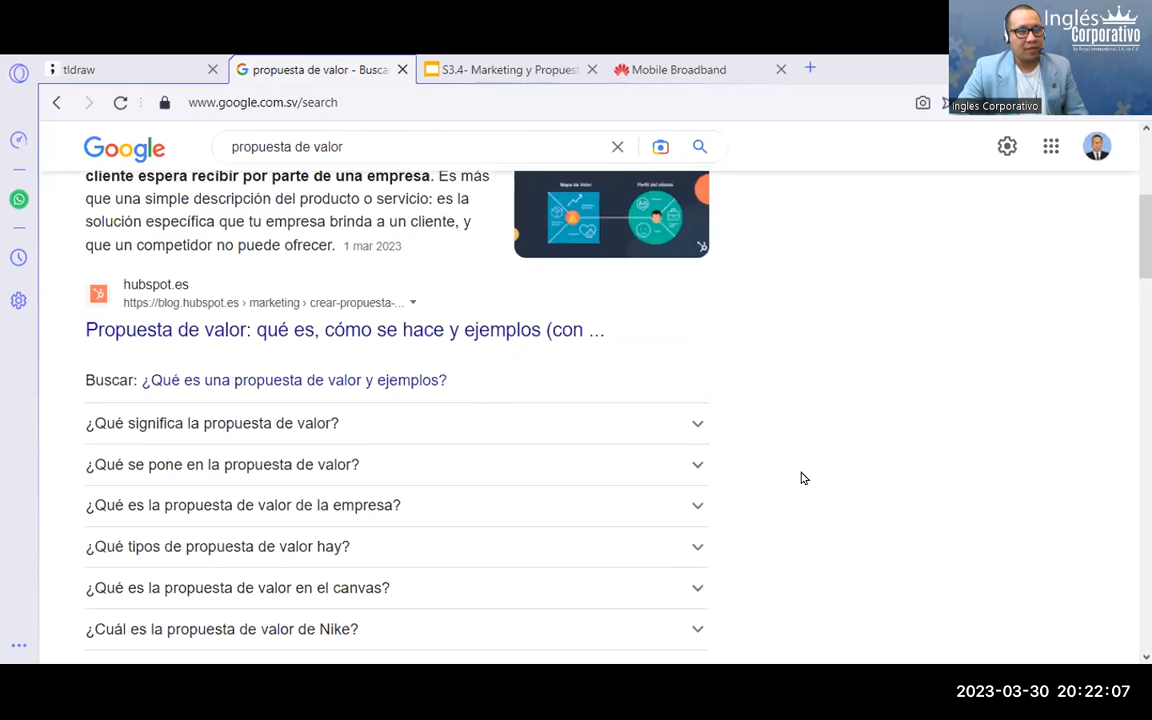 Inglés
Corporativo
Ingles Corporativo
tldraw
propuesta de valor - Busca
S3.4- Marketing y Propuest
Mobile Broadband
www.google.com.sv/search
Google
propuesta de valor
cliente espera recibir por parte de una empresa. Es más
que una simple descripción del producto o servicio: es la
solución específica que tu empresa brinda a un cliente, y
que un competidor no puede ofrecer. 1 mar 2023
Mapa de Valor
Perfil del cliente
hubspot.es
https://blog.hubspot.es › marketing › crear-propuesta-...
Propuesta de valor: qué es, cómo se hace y ejemplos (con ...
Buscar: ¿Qué es una propuesta de valor y ejemplos?
¿Qué significa la propuesta de valor?
¿Qué se pone en la propuesta de valor?
¿Qué es la propuesta de valor de la empresa?
¿Qué tipos de propuesta de valor hay?
¿Qué es la propuesta de valor en el canvas?
¿Cuál es la propuesta de valor de Nike?
2023-03-30 20:22:07